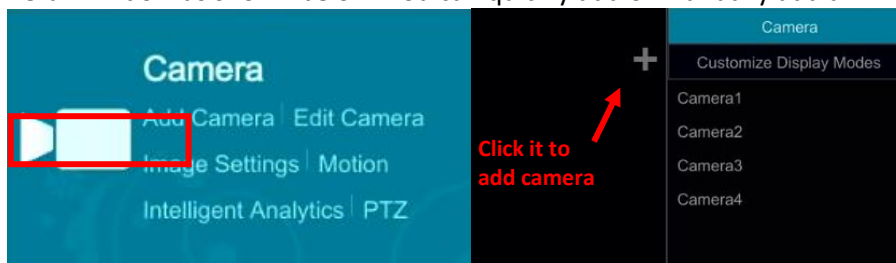 Camera
Add Camera | Edit Camera
Image Settings | Motion
Intelligent Analytics | PTZ
Click it to
add camera
Camera
Customize Display Modes
Camera1
Camera2
Camera3
Camera4